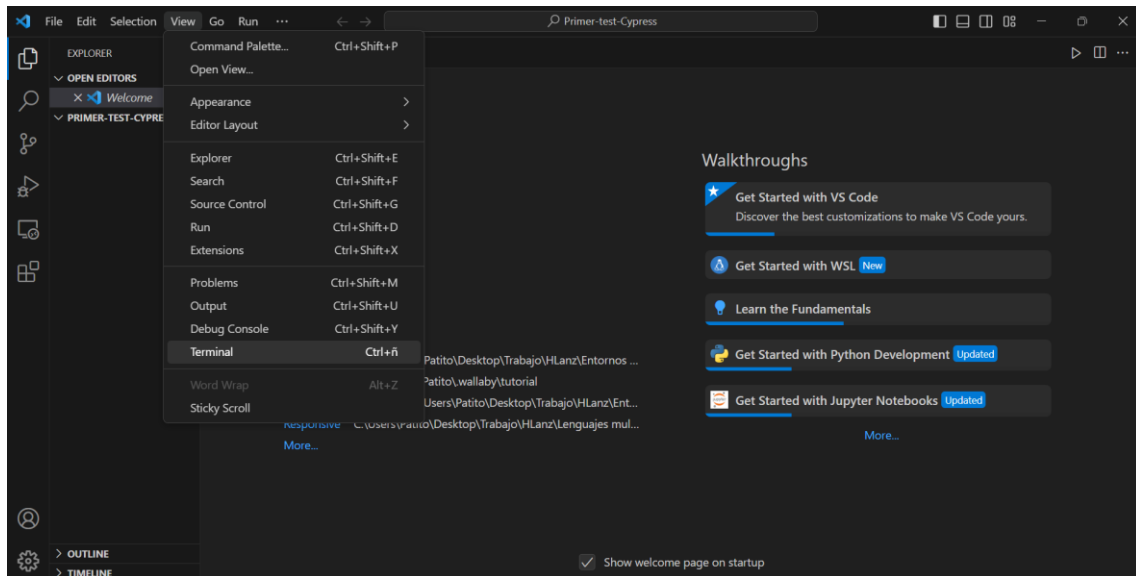 File Edit Selection View Go Run ··· Primer-test-Cypress
EXPLORER
OPEN EDITORS
Welcome
PRIMER-TEST-CYPRE
Command Palette... Ctrl+Shift+P
Open View...
Appearance
Editor Layout
Explorer Ctrl+Shift+E
Search Ctrl+Shift+F
Source Control Ctrl+Shift+G
Run Ctrl+Shift+D
Extensions Ctrl+Shift+X
Problems Ctrl+Shift+M
Output Ctrl+Shift+U
Debug Console Ctrl+Shift+Y
Terminal Ctrl+ñ
Word Wrap Alt+Z
Sticky Scroll
Patito\Desktop\Trabajo\HLanz\Entornos ...
Patito\.wallaby\tutorial
Users\Patito\Desktop\Trabajo\HLanz\Ent...
Responsive C:\Users\Patito\Desktop\Trabajo\HLanz\Lenguajes mul...
More...
Walkthroughs
Get Started with VS Code
Discover the best customizations to make VS Code yours.
Get Started with WSL New
Learn the Fundamentals
Get Started with Python Development Updated
Get Started with Jupyter Notebooks Updated
More...
OUTLINE
TIMELINE
Show welcome page on startup